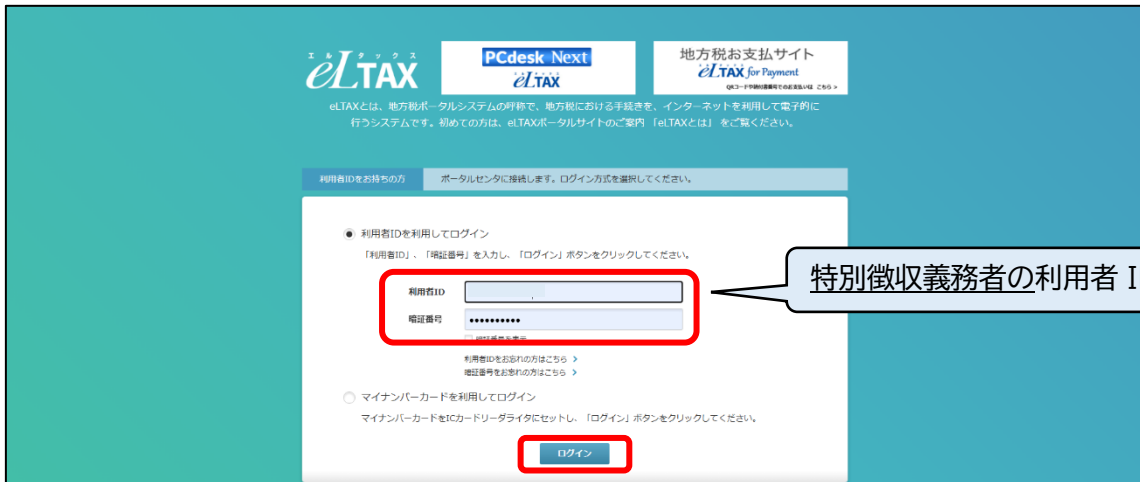 エルタックス
eLTAX
PCdesk Next
eLTAX
地方税お支払サイト
eLTAX for Payment
QRコードや納付書番号でのお支払いは こちら >
eLTAXとは、地方税ポータルシステムの呼称で、地方税における手続きを、インターネットを利用して電子的に
行うシステムです。初めての方は、eLTAXポータルサイトのご案内 「eLTAXとは」 をご覧ください。
利用者IDをお持ちの方
ポータルセンタに接続します。ログイン方式を選択してください。
利用者IDを利用してログイン
「利用者ID」、「暗証番号」を入力し、「ログイン」ボタンをクリックしてください。
特別徴収義務者の利用者 I
利用者ID
暗証番号 ••••••••••
暗証番号を表示
利用者IDをお忘れの方はこちら >
暗証番号をお忘れの方はこちら >
マイナンバーカードを利用してログイン
マイナンバーカードをICカードリーダライタにセットし、「ログイン」ボタンをクリックしてください。
ログイン